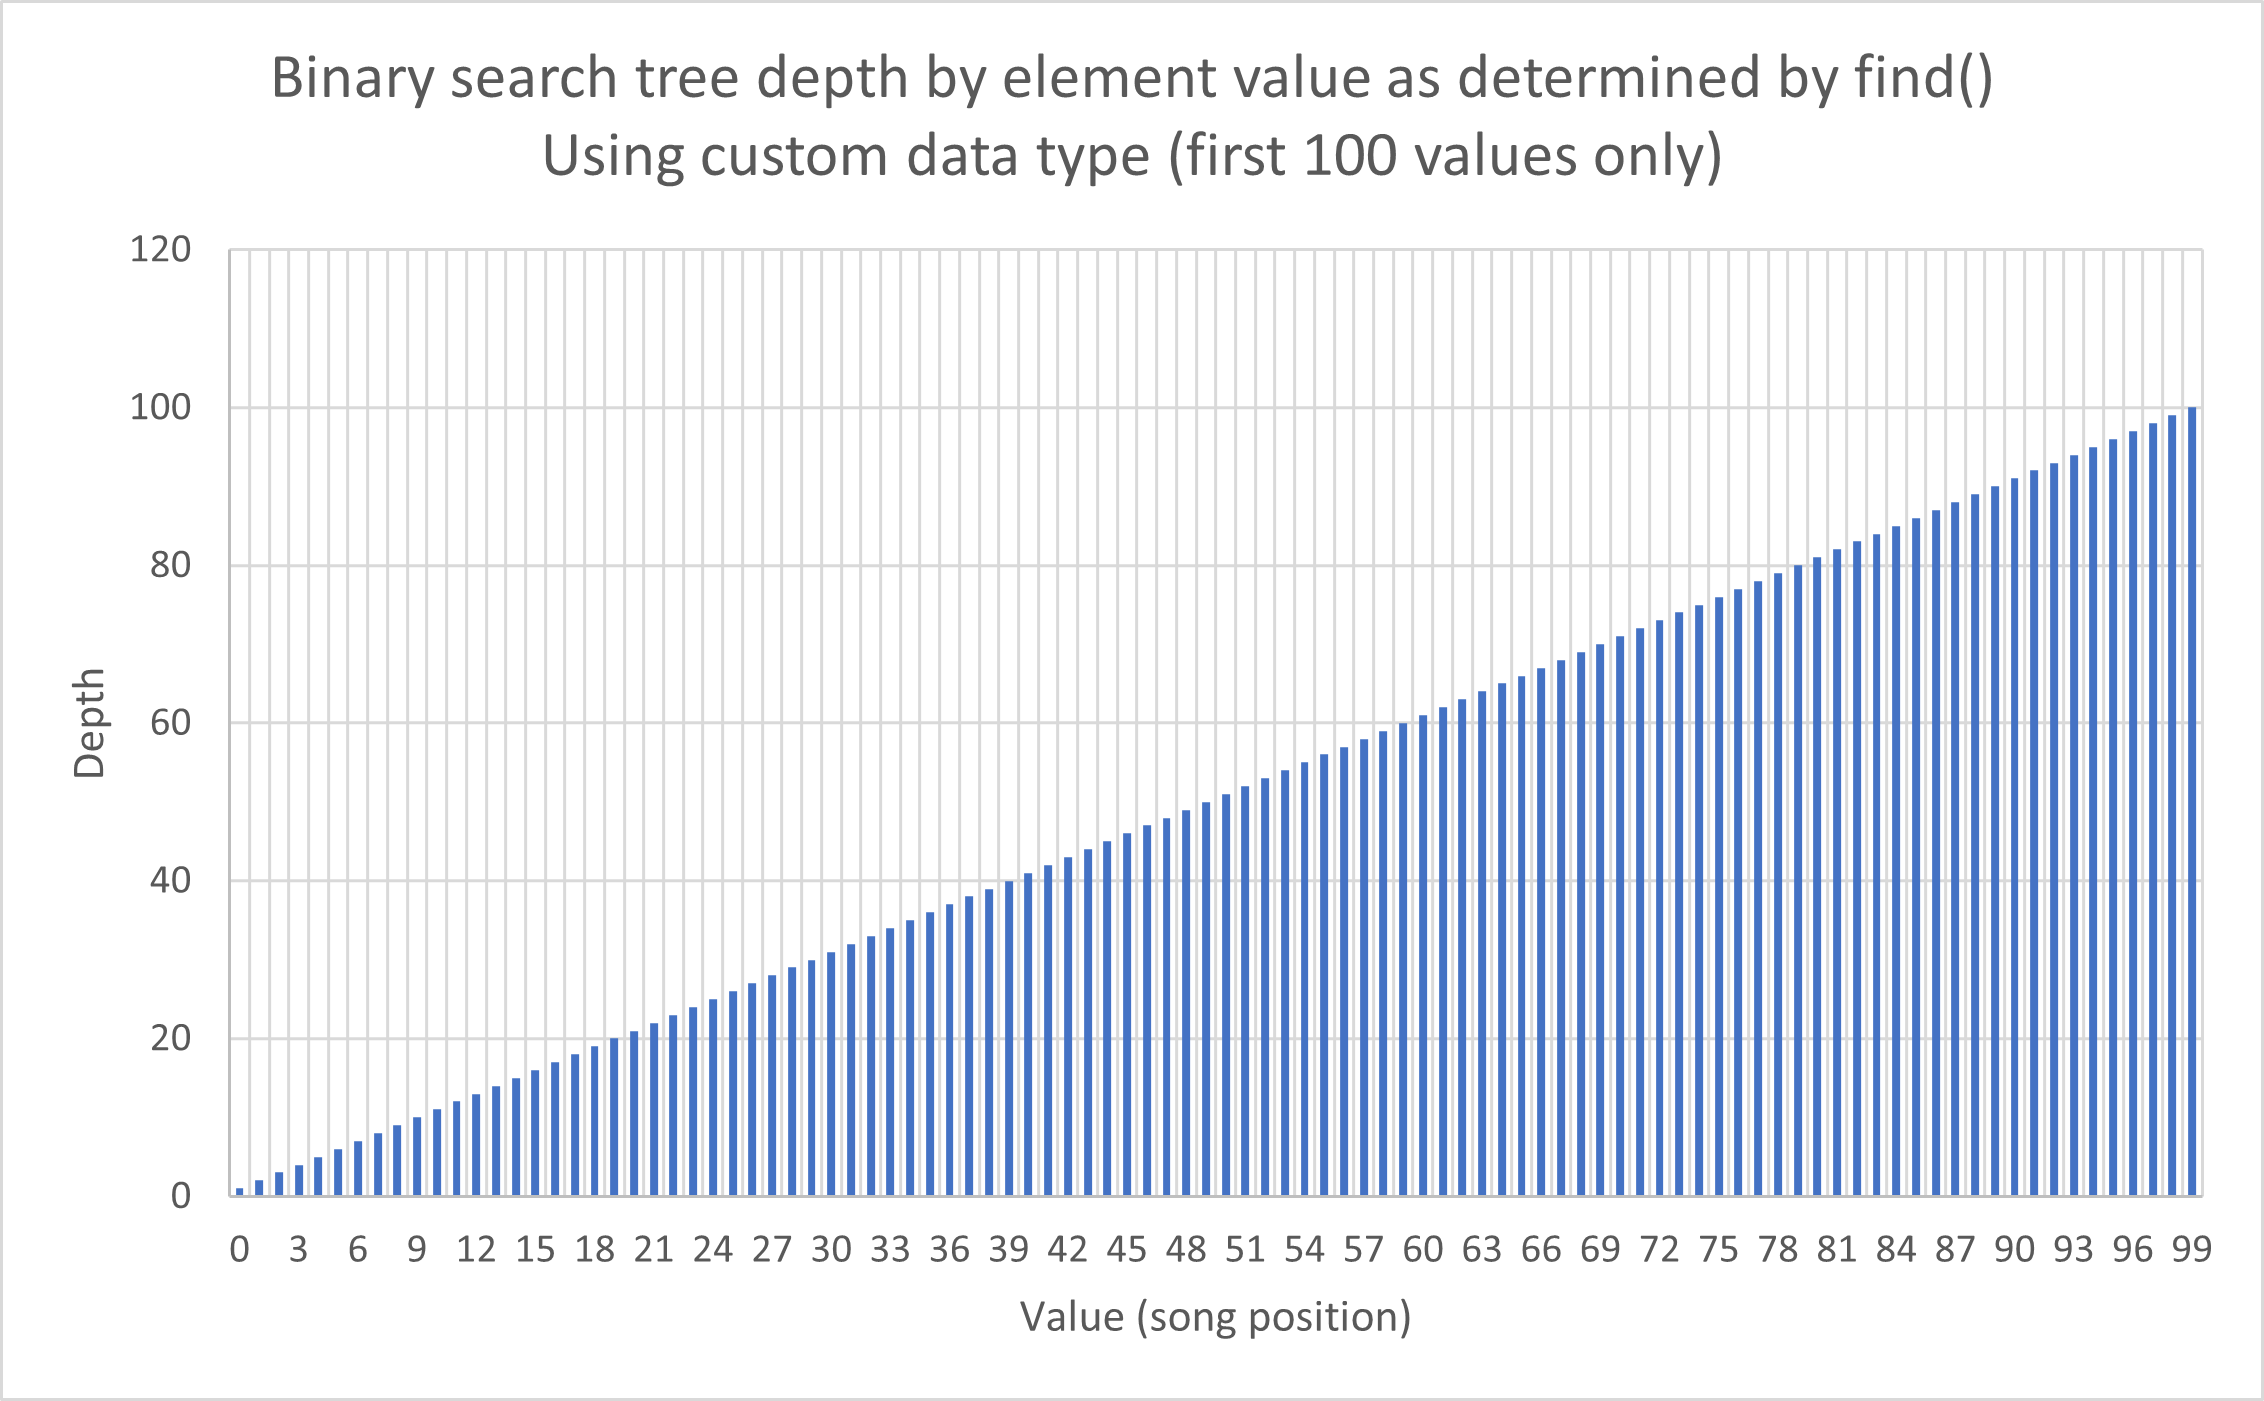 Binary search tree depth by element value as determined by find()
Using custom data type (first 100 values only)
120
100
80
60
40
20
0
Depth
0 3 6 9 12 15 18 21 24 27 30 33 36 39 42 45 48 51 54 57 60 63 66 69 72 75 78 81 84 87 90 93 96 99
Value (song position)